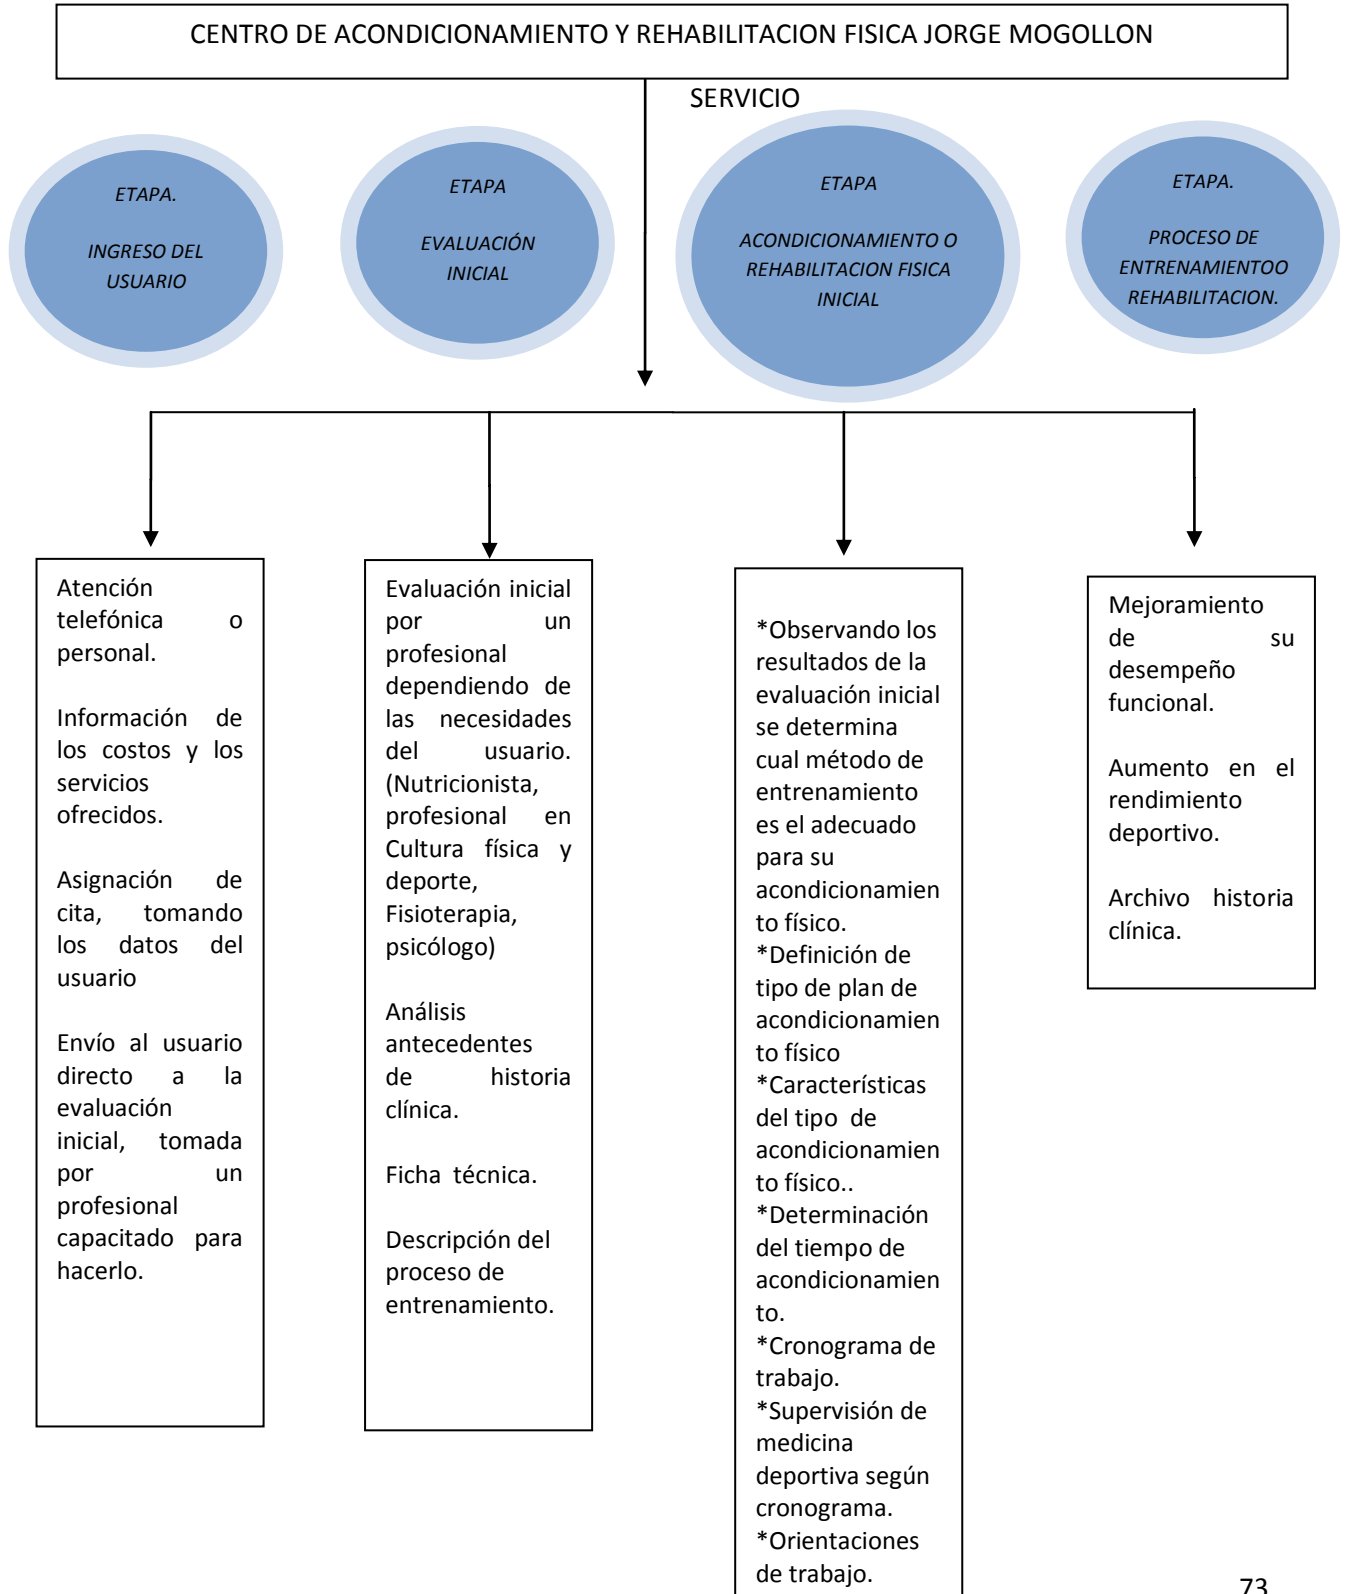 CENTRO DE ACONDICIONAMIENTO Y REHABILITACION FISICA JORGE MOGOLLON
SERVICIO
ETAPA.
INGRESO DEL
USUARIO
ETAPA
EVALUACIÓN
INICIAL
ETAPA
ACONDICIONAMIENTO O
REHABILITACION FISICA
INICIAL
ETAPA.
PROCESO DE
ENTRENAMIENTOO
REHABILITACION.
Atención
telefónica o
personal.
Información de
los costos y los
servicios
ofrecidos.
Asignación de
cita, tomando
los datos del
usuario
Envío al usuario
directo a la
evaluación
inicial, tomada
por un
profesional
capacitado para
hacerlo.
Evaluación inicial
por un
profesional
dependiendo de
las necesidades
del usuario.
(Nutricionista,
profesional en
Cultura física y
deporte,
Fisioterapia,
psicólogo)
Análisis
antecedentes
de historia
clínica.
Ficha técnica.
Descripción del
proceso de
entrenamiento.
*Observando los
resultados de la
evaluación inicial
se determina
cual método de
entrenamiento
es el adecuado
para su
acondicionamien
to físico.
*Definición de
tipo de plan de
acondicionamien
to físico
*Característícas
del tipo de
acondicionamien
to físico..
*Determinación
del tiempo de
acondicionamien
to.
*Cronograma de
trabajo.
*Supervisión de
medicina
deportiva según
cronograma.
*Orientaciones
de trabajo.
Mejoramiento
de su
desempeño
funcional.
Aumento en el
rendimiento
deportivo.
Archivo historia
clínica.
73